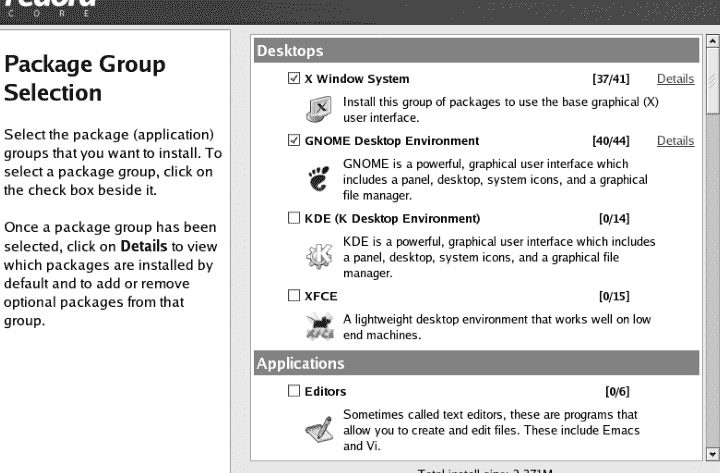 fedora
C O R E
Package Group
Selection
Select the package (application)
groups that you want to install. To
select a package group, click on
the check box beside it.
Once a package group has been
selected, click on Details to view
which packages are installed by
default and to add or remove
optional packages from that
group.
Desktops
X Window System [37/41] Details
Install this group of packages to use the base graphical (X)
user interface.
GNOME Desktop Environment [40/44] Details
GNOME is a powerful, graphical user interface which
includes a panel, desktop, system icons, and a graphical
file manager.
KDE (K Desktop Environment) [0/14]
KDE is a powerful, graphical user interface which includes
a panel, desktop, system icons, and a graphical file
manager.
XFCE [0/15]
A lightweight desktop environment that works well on low
end machines.
Applications
Editors [0/6]
Sometimes called text editors, these are programs that
allow you to create and edit files. These include Emacs
and Vi.
Total install size: 2,371M